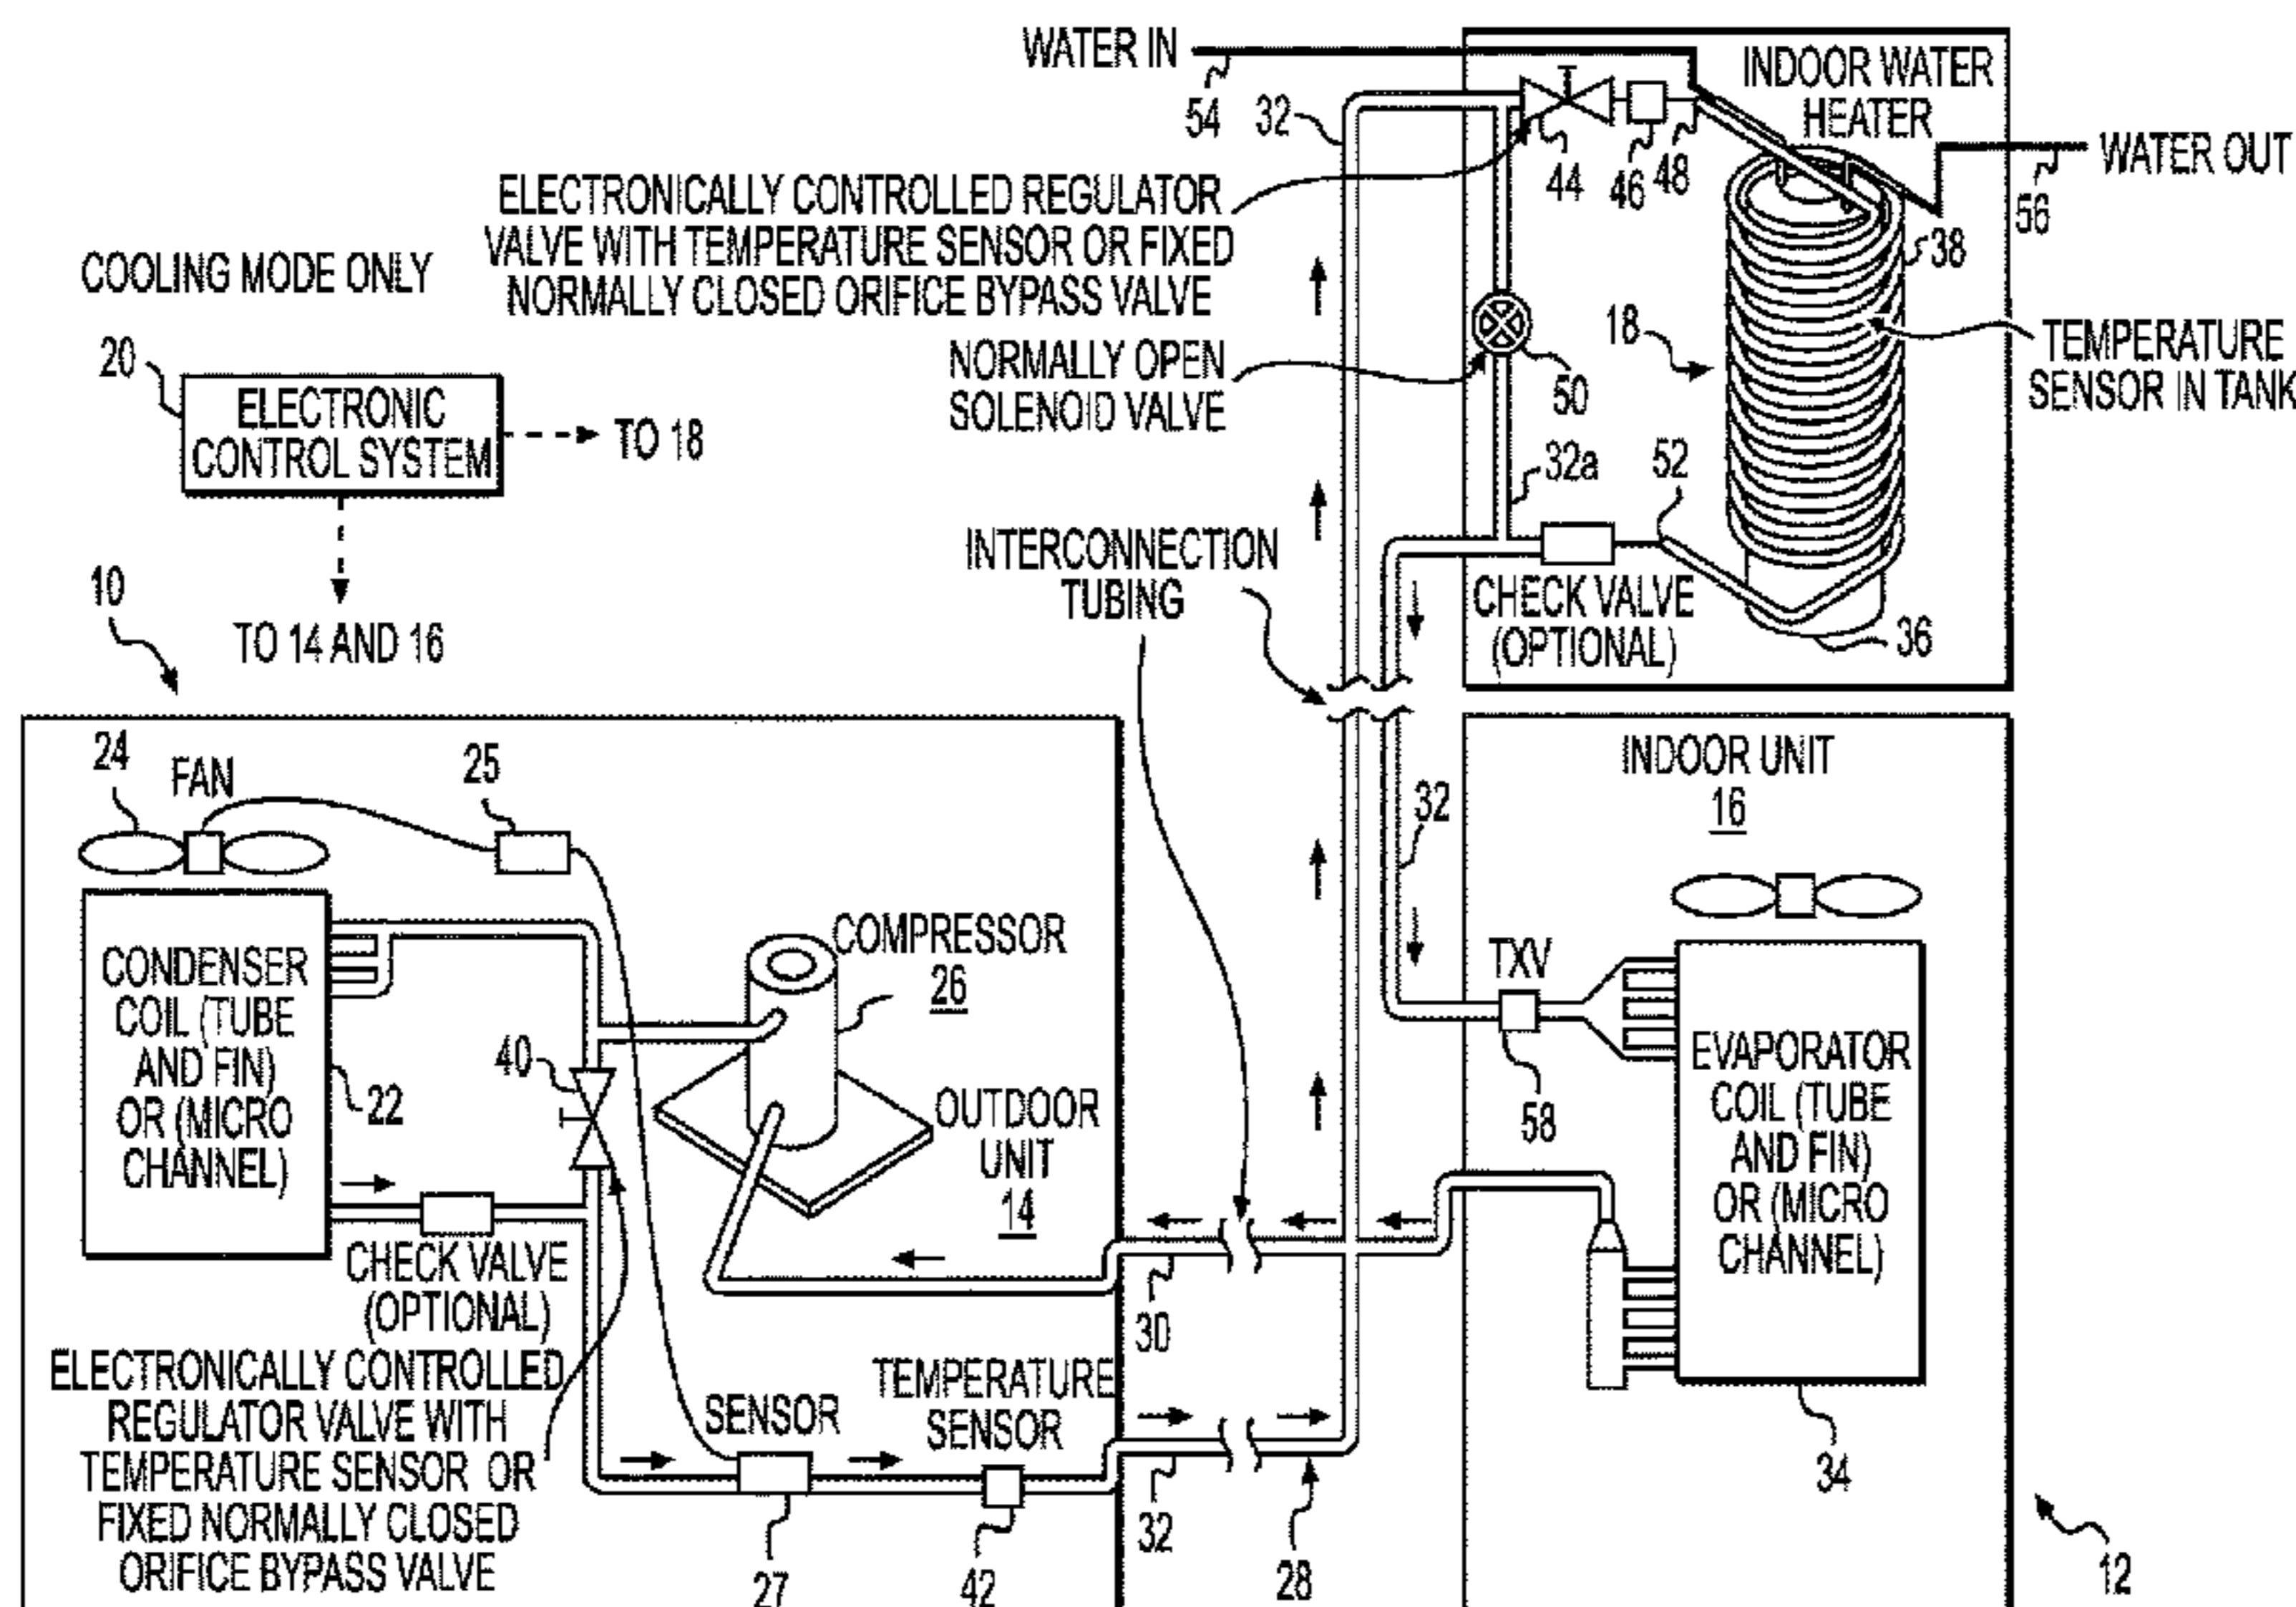 WATER IN
54
32
INDOOR WATER
HEATER
44
46
48
WATER OUT
56
38
ELECTRONICALLY CONTROLLED REGULATOR
VALVE WITH TEMPERATURE SENSOR OR FIXED
NORMALLY CLOSED ORIFICE BYPASS VALVE
COOLING MODE ONLY
20
ELECTRONIC
CONTROL SYSTEM
TO 18
TO 14 AND 16
NORMALLY OPEN
SOLENOID VALVE
50
18
TEMPERATURE
SENSOR IN TANK
32a
52
INTERCONNECTION
TUBING
CHECK VALVE
(OPTIONAL)
36
10
24
FAN
25
CONDENSER
COIL (TUBE
AND FIN)
OR (MICRO
CHANNEL)
22
40
COMPRESSOR
26
OUTDOOR
UNIT
14
CHECK VALVE
(OPTIONAL)
ELECTRONICALLY CONTROLLED
REGULATOR VALVE WITH
TEMPERATURE SENSOR OR
FIXED NORMALLY CLOSED
ORIFICE BYPASS VALVE
SENSOR
27
TEMPERATURE
SENSOR
42
30
32
28
32
INDOOR UNIT
16
TXV
58
EVAPORATOR
COIL (TUBE
AND FIN)
OR (MICRO
CHANNEL)
34
12